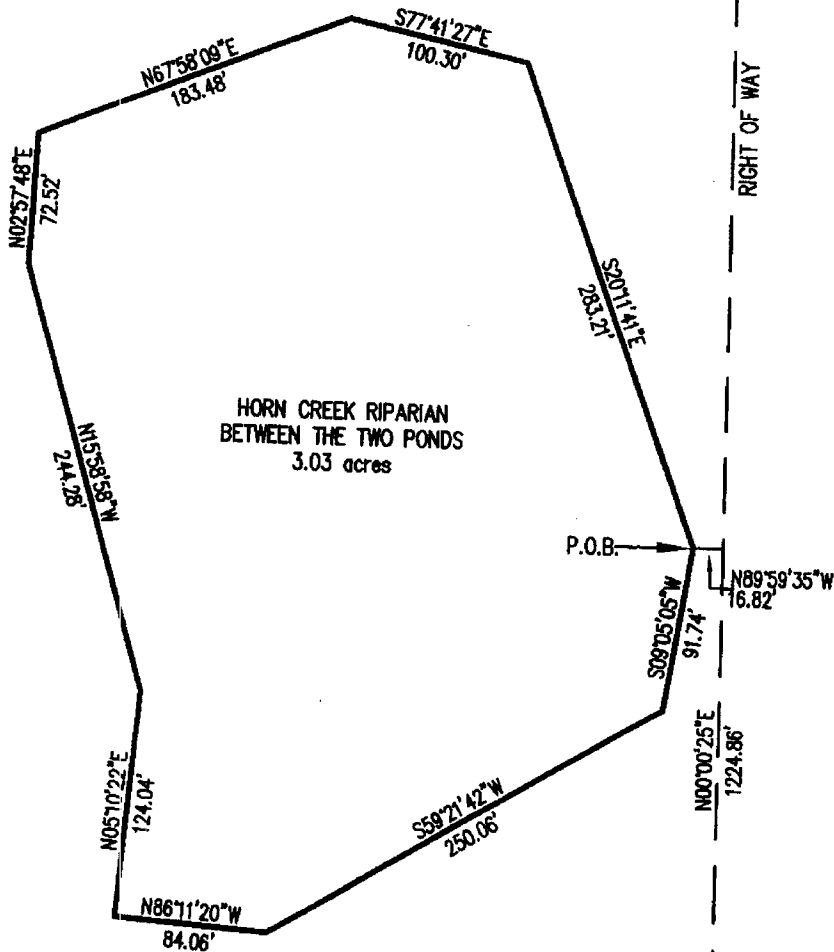 S77°41'27"E
100.30'
N67°58'09"E
183.48'
RIGHT OF WAY
N02°57'48"E
72.52'
S20°11'41"E
283.21'
HORN CREEK RIPARIAN
BETWEEN THE TWO PONDS
3.03 acres
N15°58'58"W
244.28'
P.O.B.
N89°59'35"W
16.82'
S09°05'05"W
91.74'
N00°00'25"E
1224.86'
N05°10'22"E
124.04'
S59°21'42"W
250.06'
N86°11'20"W
84.06'